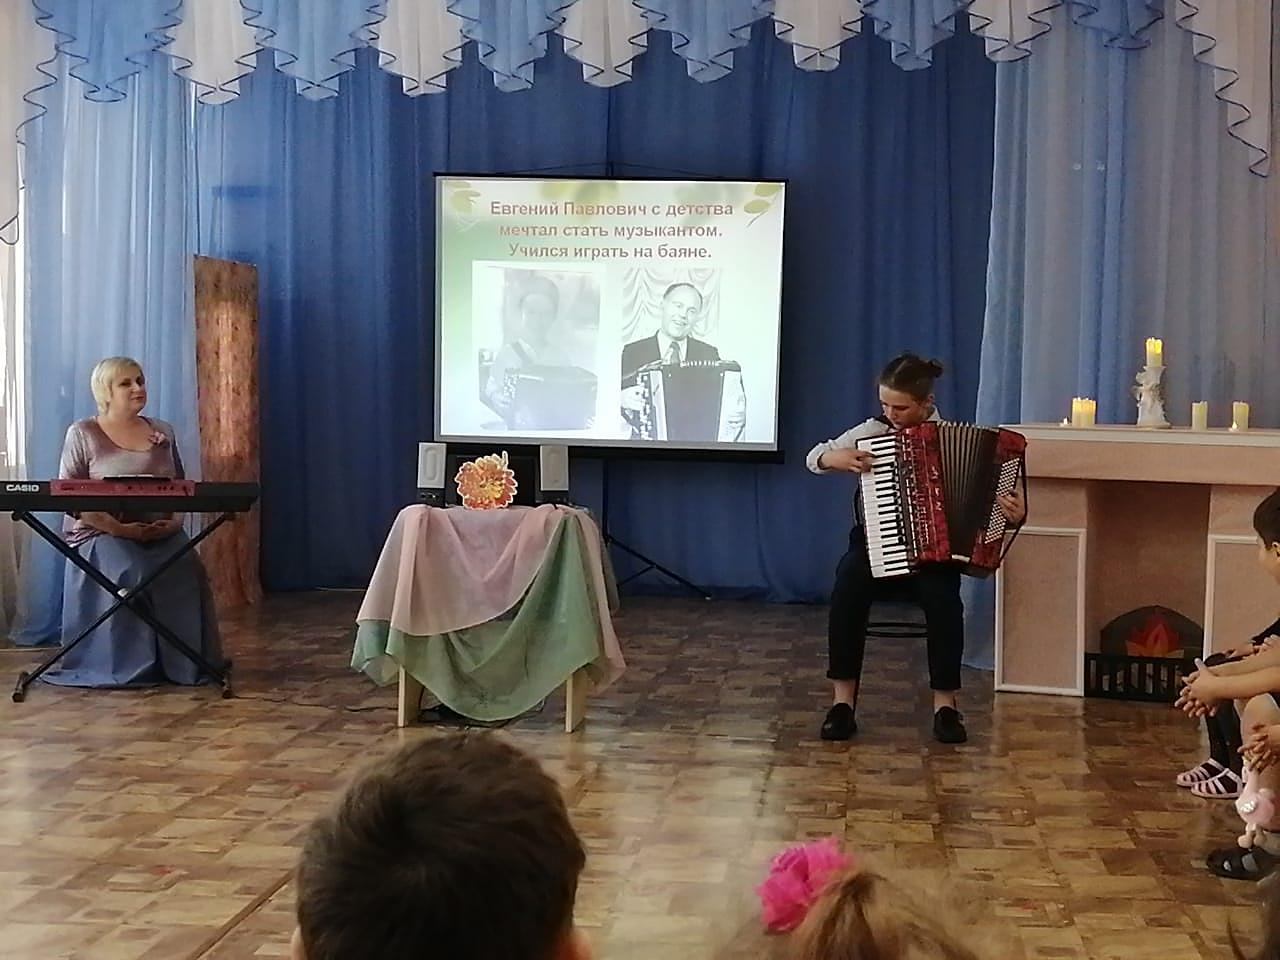 Евгений Павлович с детства
мечтал стать музыкантом.
Учился играть на баяне.
CASIO